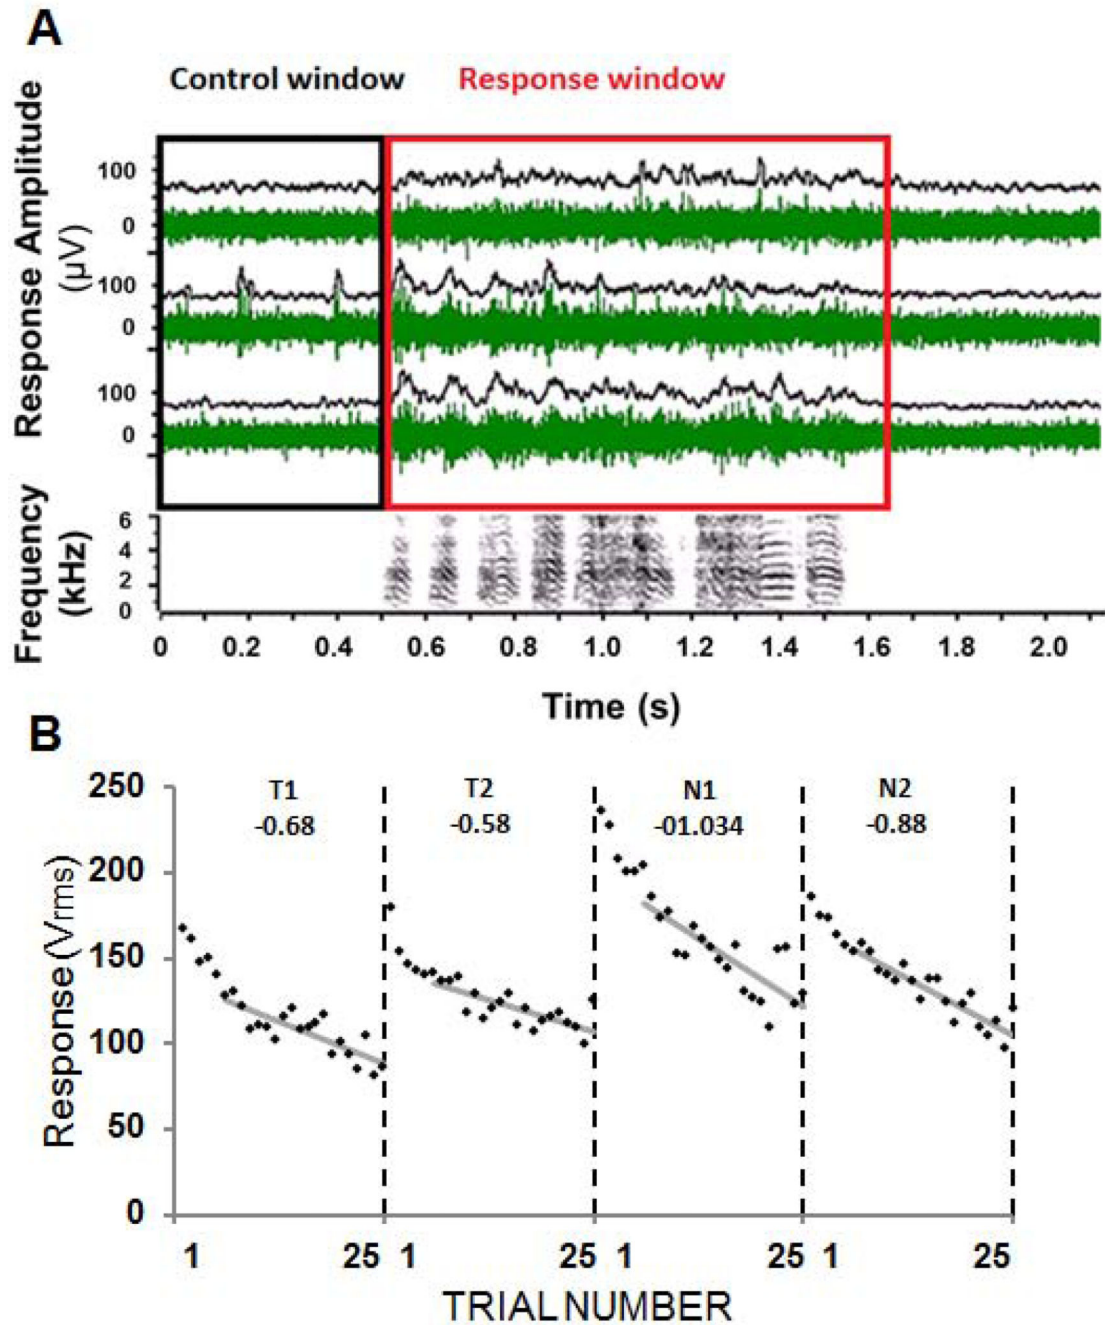 A
Control window Response window
Response Amplitude
(µV)
100
0
100
0
100
0
Frequency
(kHz)
6
4
2
0
0 0.2 0.4 0.6 0.8 1.0 1.2 1.4 1.6 1.8 2.0
Time (s)
B
Response (Vrms)
250
200
150
100
50
0
T1 T2 N1 N2
-0.68 -0.58 -01.034 -0.88
1 25 1 25 1 25 1 25
TRIAL NUMBER